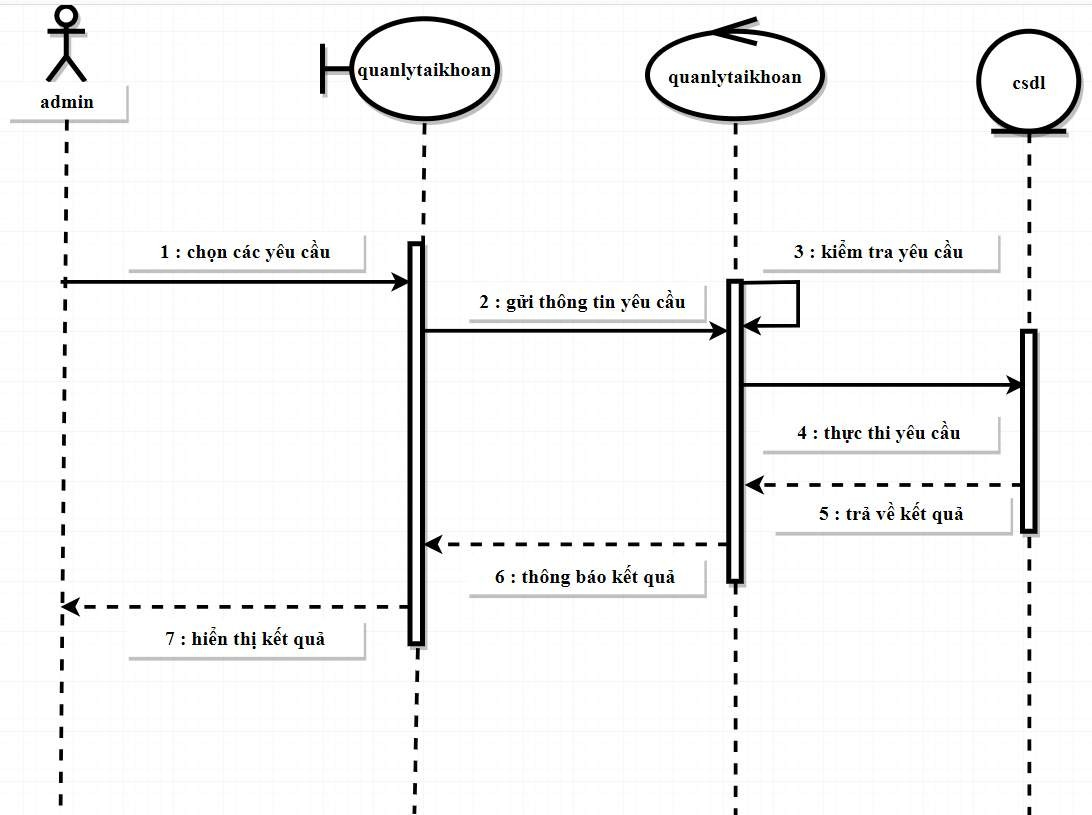 admin
quanlytaikhoan
quanlytaikhoan
csdl
1 : chọn các yêu cầu
3 : kiểm tra yêu cầu
2 : gửi thông tin yêu cầu
4 : thực thi yêu cầu
5 : trả về kết quả
6 : thông báo kết quả
7 : hiển thị kết quả